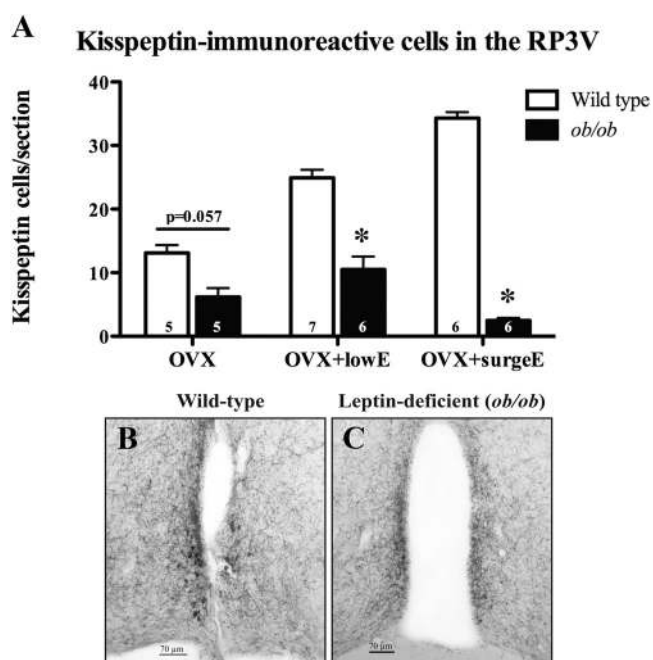 A
Kisspeptin-immunoreactive cells in the RP3V
Kisspeptin cells/section
40
30
20
10
0
Wild type
ob/ob
p=0.057
*
*
5 5 7 6 6 6
OVX OVX+lowE OVX+surgeE
Wild-type Leptin-deficient (ob/ob)
B C
70 µm 70 µm